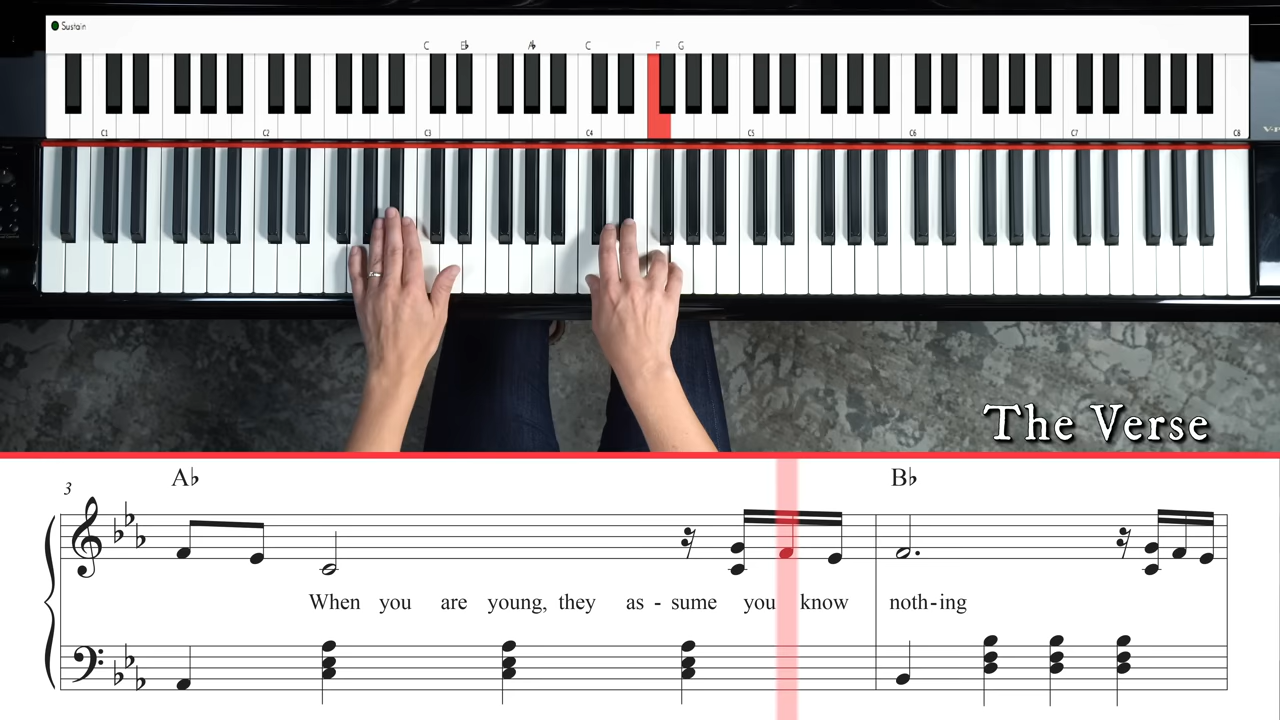 Sustain
C E♭ A♭ C F G
C1 C2 C3 C4 C5 C6 C7 C8
The Verse
A♭ B♭
3
When you are young, they as - sume you know noth - ing